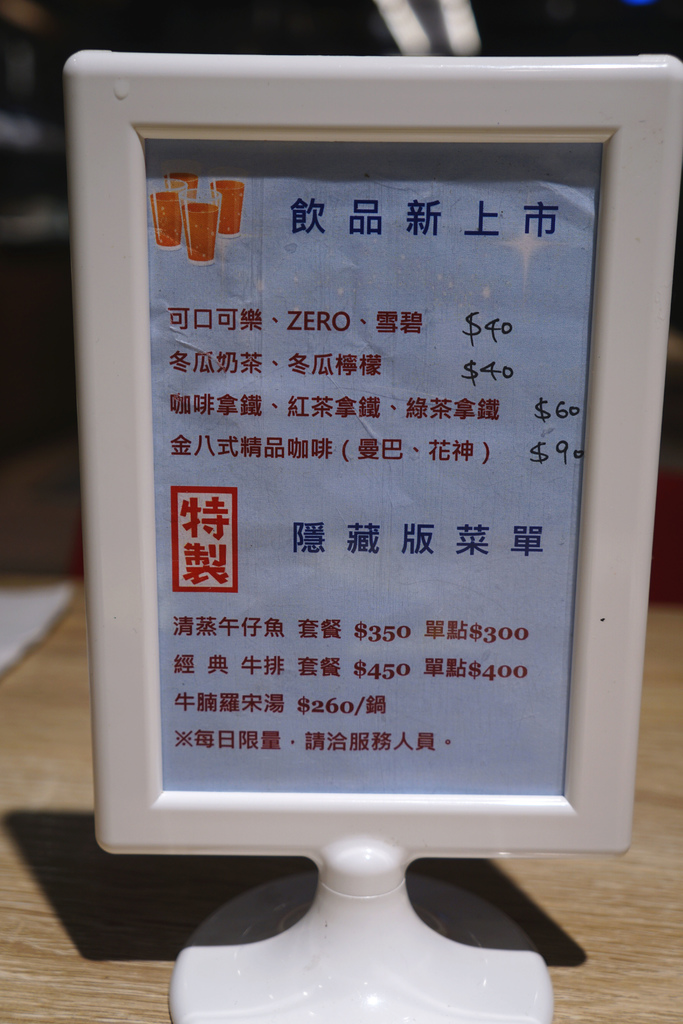 飲品新上市
可口可樂、ZERO、雪碧 $40
冬瓜奶茶、冬瓜檸檬 $40
咖啡拿鐵、紅茶拿鐵、綠茶拿鐵 $60
金八式精品咖啡(曼巴、花神) $90
特製
隱藏版菜單
清蒸午仔魚 套餐 $350 單點$300
經 典 牛排 套餐 $450 單點$400
牛腩羅宋湯 $260/鍋
※每日限量，請洽服務人員。